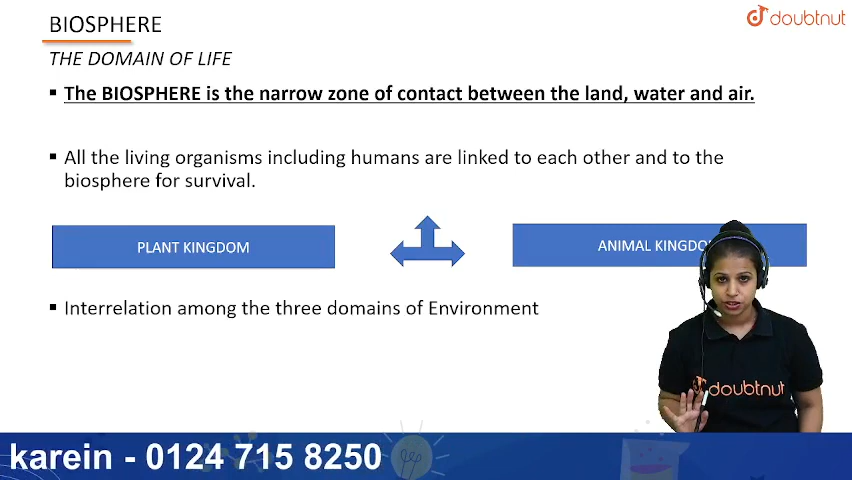 BIOSPHERE
doubtnut
THE DOMAIN OF LIFE
▪ The BIOSPHERE is the narrow zone of contact between the land, water and air.
▪ All the living organisms including humans are linked to each other and to the
biosphere for survival.
PLANT KINGDOM
ANIMAL KINGDO
▪ Interrelation among the three domains of Environment
doubtnut
karein - 0124 715 8250